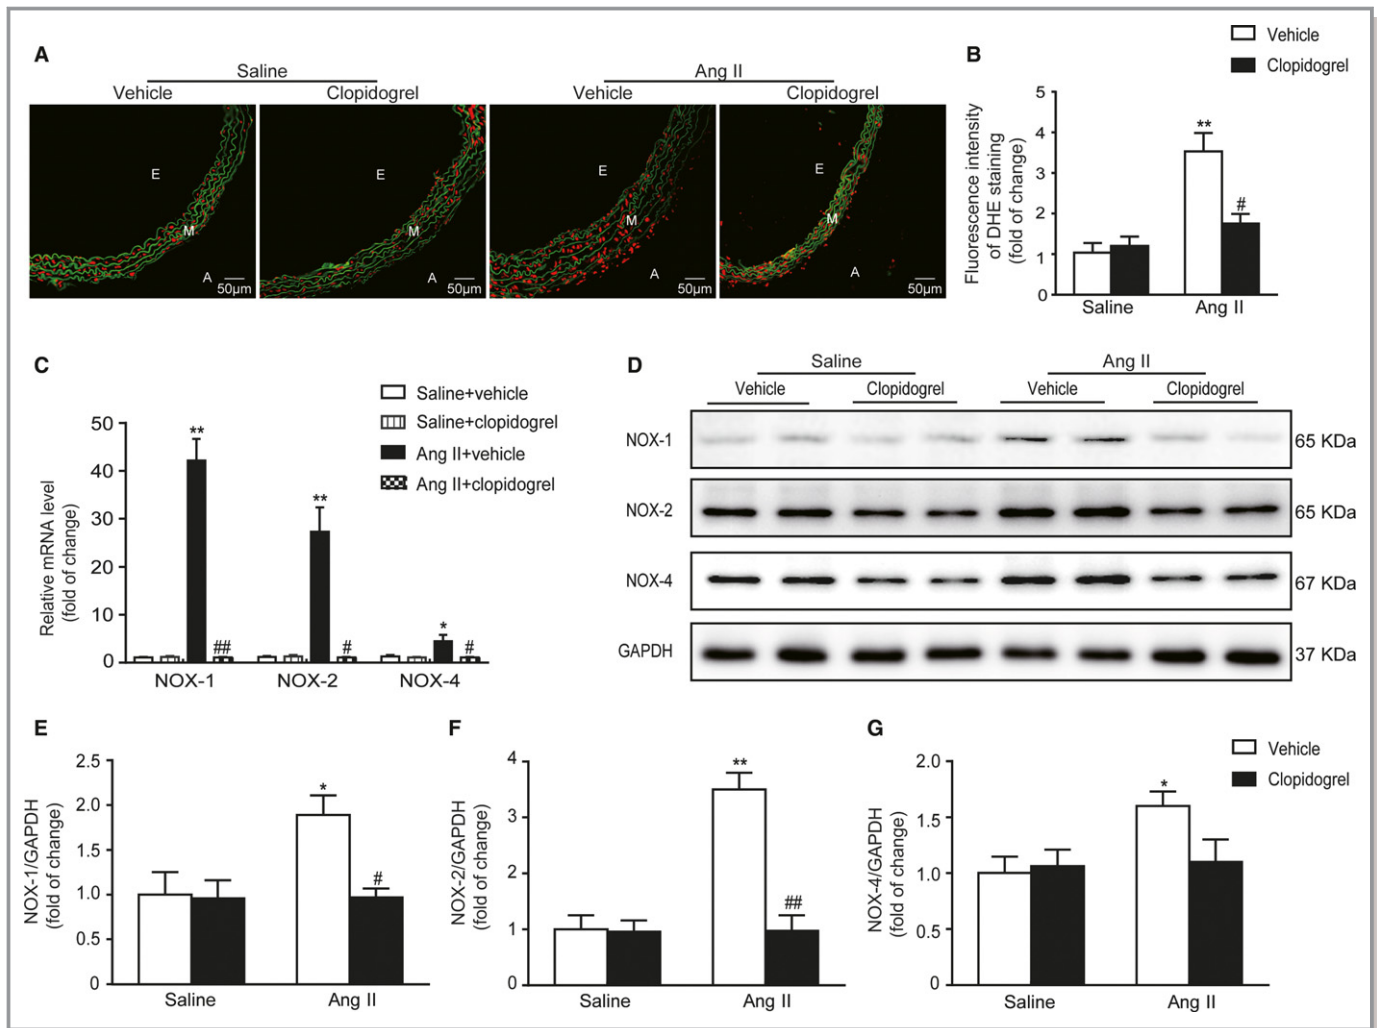 A
Saline
Ang II
Vehicle
Clopidogrel
Vehicle
Clopidogrel
E
M
A
50μm
E
M
A
50μm
E
M
A
50μm
E
M
A
50μm
B
Vehicle
Clopidogrel
Fluorescence intensity
of DHE staining
(fold of change)
5
4
3
2
1
0
**
#
Saline
Ang II
C
Saline+vehicle
Saline+clopidogrel
Ang II+vehicle
Ang II+clopidogrel
Relative mRNA level
(fold of change)
50
40
30
20
10
0
**
##
**
#
*
#
NOX-1
NOX-2
NOX-4
D
Saline
Ang II
Vehicle
Clopidogrel
Vehicle
Clopidogrel
NOX-1
65 KDa
NOX-2
65 KDa
NOX-4
67 KDa
GAPDH
37 KDa
E
NOX-1/GAPDH
(fold of change)
2.5
2.0
1.5
1.0
0.5
0
*
#
Saline
Ang II
F
NOX-2/GAPDH
(fold of change)
4
3
2
1
0
**
##
Saline
Ang II
G
Vehicle
Clopidogrel
NOX-4/GAPDH
(fold of change)
2.0
1.5
1.0
0.5
0
*
Saline
Ang II